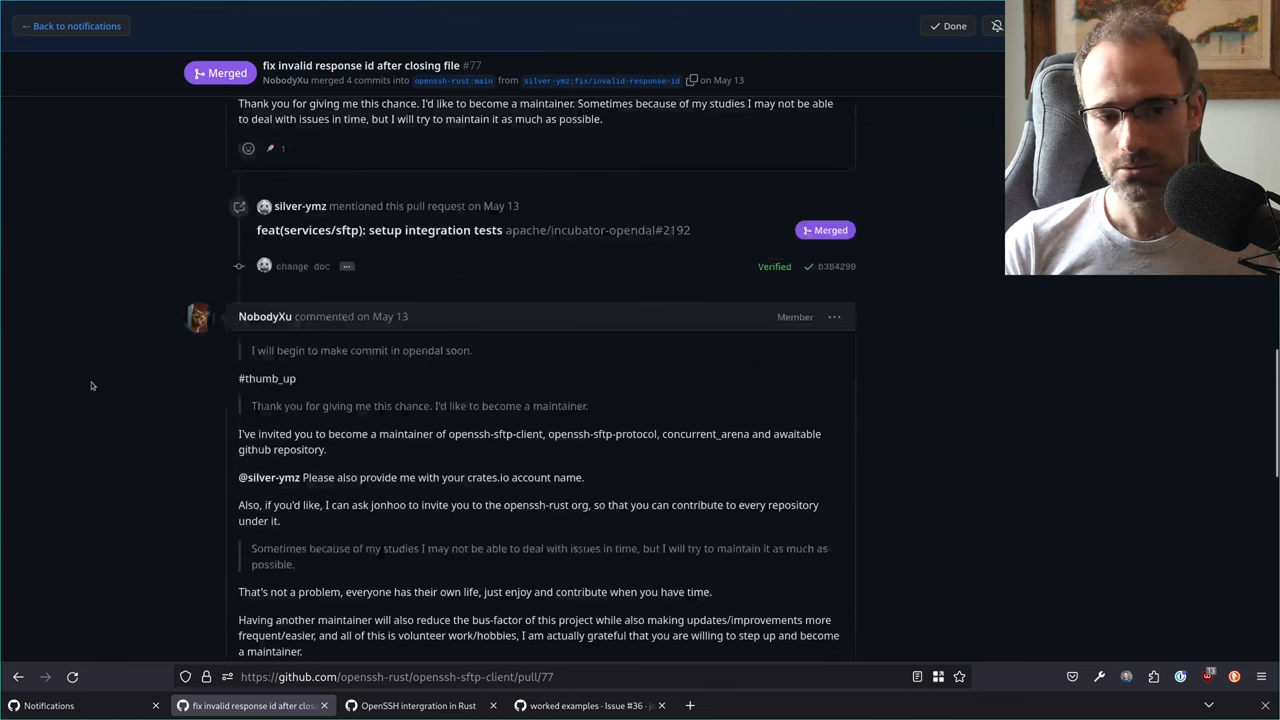 ← Back to notifications
Done
Merged
fix invalid response id after closing file #77
NobodyXu merged 4 commits into openssh-rust:main from silver-ymz:fix/invalid-response-id on May 13
Thank you for giving me this chance. I'd like to become a maintainer. Sometimes because of my studies I may not be able
to deal with issues in time, but I will try to maintain it as much as possible.
1
silver-ymz mentioned this pull request on May 13
feat(services/sftp): setup integration tests apache/incubator-opendal#2192
Merged
change doc ...
Verified
b384290
NobodyXu commented on May 13
Member
I will begin to make commit in opendal soon.
#thumb_up
Thank you for giving me this chance. I'd like to become a maintainer.
I've invited you to become a maintainer of openssh-sftp-client, openssh-sftp-protocol, concurrent_arena and awaitable
github repository.
@silver-ymz Please also provide me with your crates.io account name.
Also, if you'd like, I can ask jonhoo to invite you to the openssh-rust org, so that you can contribute to every repository
under it.
Sometimes because of my studies I may not be able to deal with issues in time, but I will try to maintain it as much as
possible.
That's not a problem, everyone has their own life, just enjoy and contribute when you have time.
Having another maintainer will also reduce the bus-factor of this project while also making updates/improvements more
frequent/easier, and all of this is volunteer work/hobbies, I am actually grateful that you are willing to step up and become
a maintainer.
https://github.com/openssh-rust/openssh-sftp-client/pull/77
13
Notifications
fix invalid response id after closi
OpenSSH intergration in Rust
worked examples · Issue #36 · jo